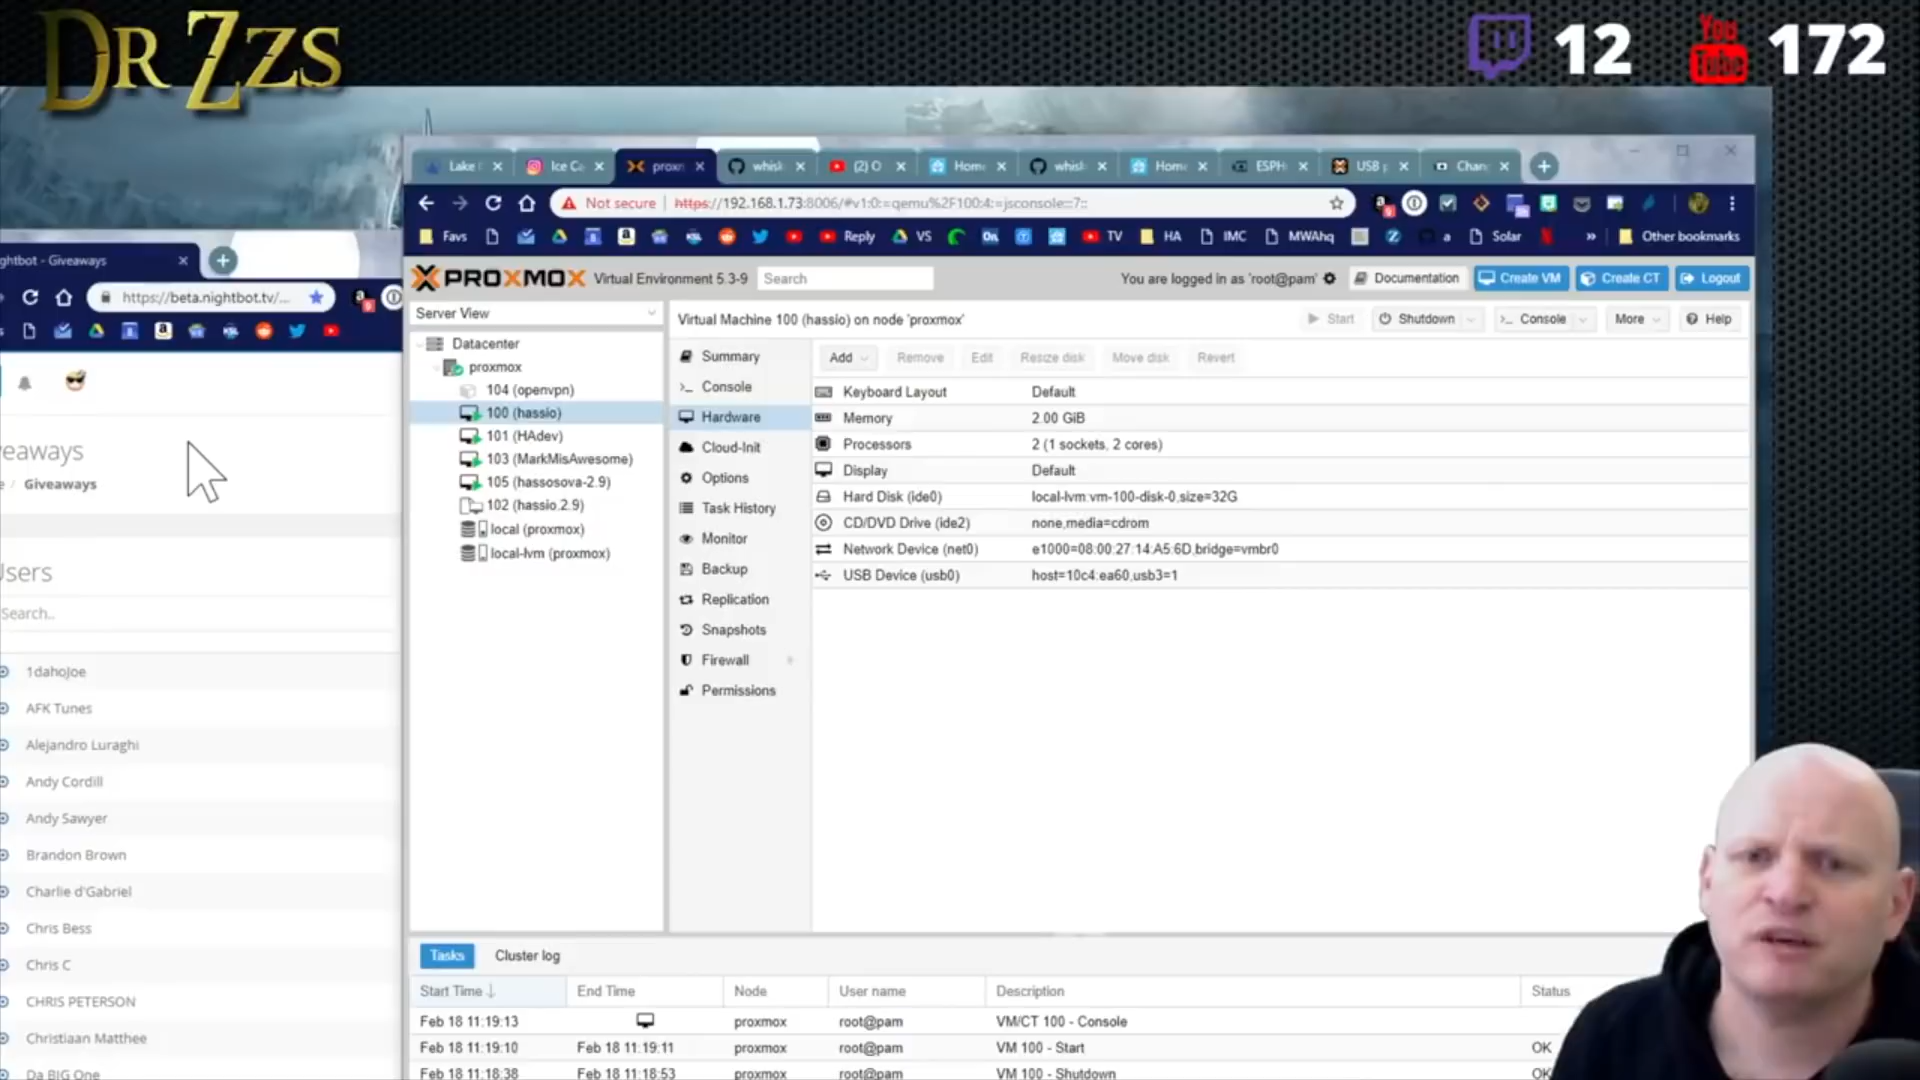 DR ZZS
12
You
Tube
172
Lake
Ice Ca
proxn
whisk
(2) O
Home
whisk
Home
ESPH
USB
Chan
Not secure https://192.168.1.73:8006/#v1:0:=qemu%2F100:4:=jsconsole:::7::
Favs
Reply
VS
On
TV
HA
IMC
MWAhq
a
Solar
»
Other bookmarks
ghtbot - Giveaways
https://beta.nightbot.tv/...
veaways
e / Giveaways
Users
Search..
1dahoJoe
AFK Tunes
Alejandro Luraghi
Andy Cordill
Andy Sawyer
Brandon Brown
Charlie d'Gabriel
Chris Bess
Chris C
CHRIS PETERSON
Christiaan Matthee
Da BIG One
PROXMOX Virtual Environment 5.3-9
Search
You are logged in as 'root@pam'
Documentation
Create VM
Create CT
Logout
Server View
Datacenter
proxmox
104 (openvpn)
100 (hassio)
101 (HAdev)
103 (MarkMisAwesome)
105 (hassosova-2.9)
102 (hassio.2.9)
local (proxmox)
local-lvm (proxmox)
Virtual Machine 100 (hassio) on node 'proxmox'
Start
Shutdown
Console
More
Help
Summary
Console
Hardware
Cloud-Init
Options
Task History
Monitor
Backup
Replication
Snapshots
Firewall
Permissions
Add
Remove
Edit
Resize disk
Move disk
Revert
Keyboard Layout Default
Memory 2.00 GiB
Processors 2 (1 sockets, 2 cores)
Display Default
Hard Disk (ide0) local-lvm:vm-100-disk-0,size=32G
CD/DVD Drive (ide2) none,media=cdrom
Network Device (net0) e1000=08:00:27:14:A5:6D,bridge=vmbr0
USB Device (usb0) host=10c4:ea60,usb3=1
Tasks
Cluster log
Start Time End Time Node User name Description Status
Feb 18 11:19:13 proxmox root@pam VM/CT 100 - Console
Feb 18 11:19:10 Feb 18 11:19:11 proxmox root@pam VM 100 - Start OK
Feb 18 11:18:38 Feb 18 11:18:53 proxmox root@pam VM 100 - Shutdown OK